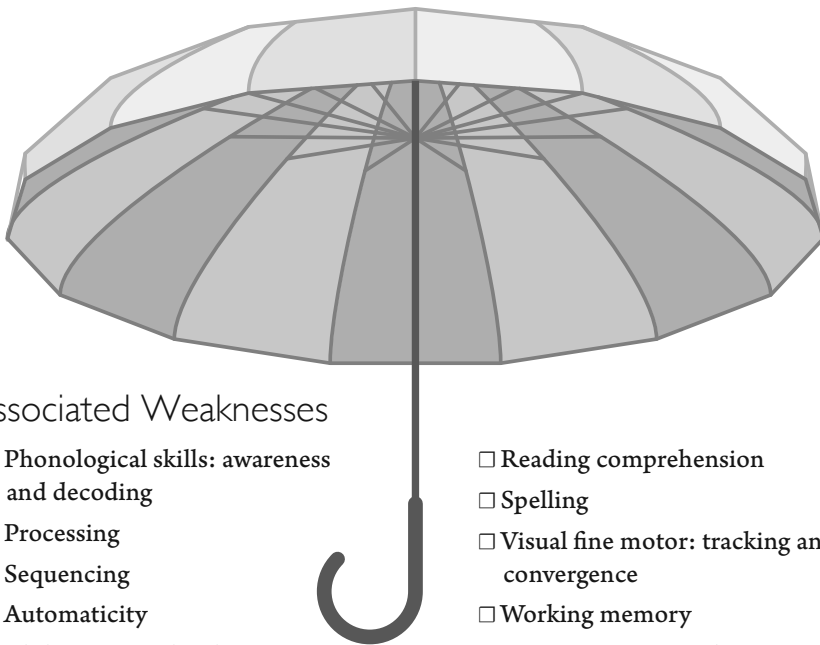 ssociated Weaknesses
Phonological skills: awareness
and decoding
Processing
Sequencing
Automaticity
☐ Reading comprehension
☐ Spelling
☐ Visual fine motor: tracking an
convergence
☐ Working memory